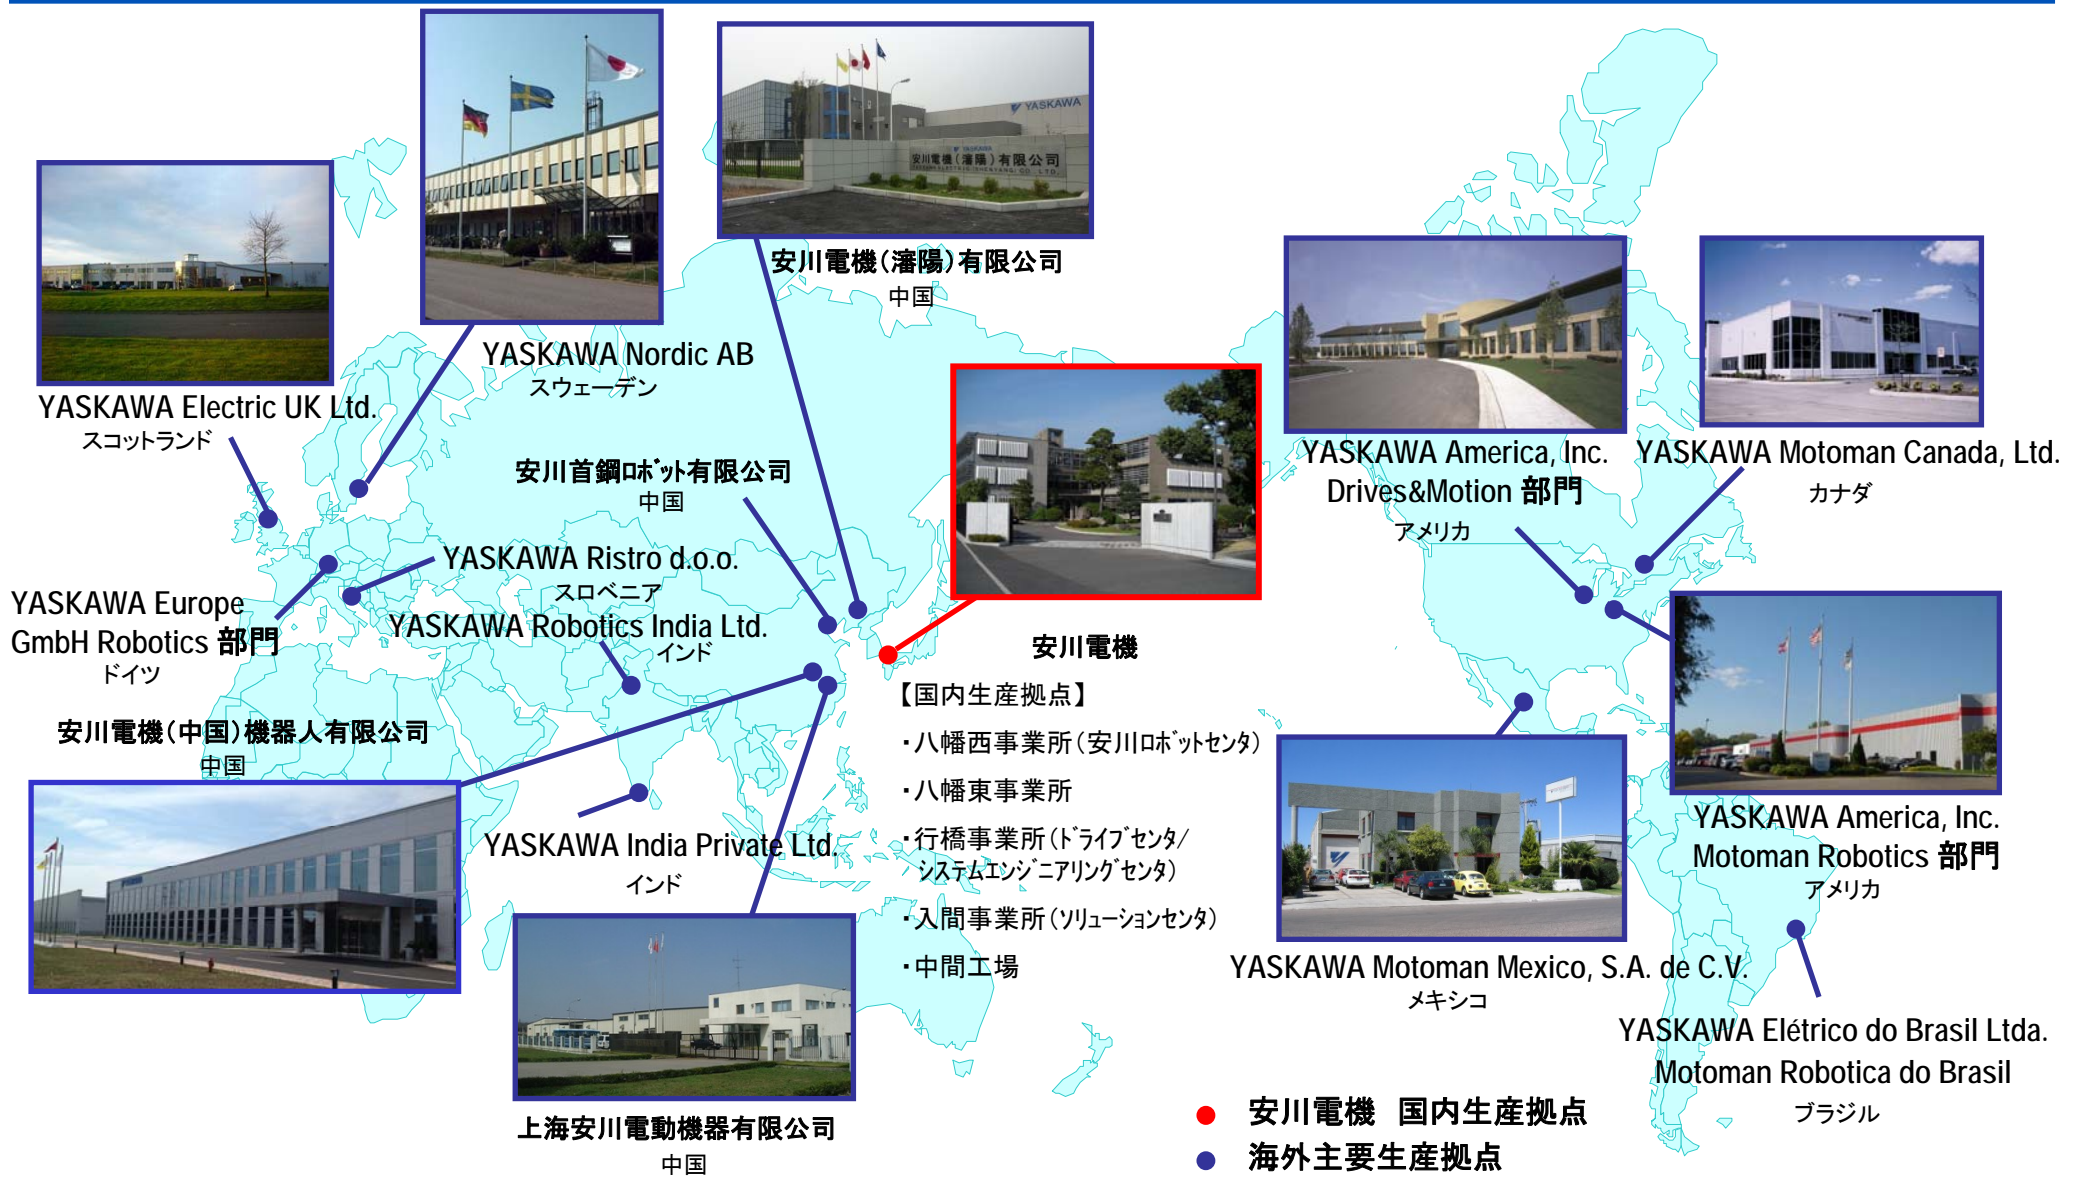 YASKAWA
YASKAWA
安川電機(瀋陽)有限公司
安川電機(瀋陽)有限公司
中国
YASKAWA Nordic AB
スウェーデン
YASKAWA Electric UK Ltd.
スコットランド
安川首鋼ロボット有限公司
中国
YASKAWA America, Inc.
Drives&Motion 部門
アメリカ
YASKAWA Motoman Canada, Ltd.
カナダ
YASKAWA Ristro d.o.o.
スロベニア
YASKAWA Europe
GmbH Robotics 部門
ドイツ
YASKAWA Robotics India Ltd.
インド
安川電機
【国内生産拠点】
・八幡西事業所(安川ロボットセンタ)
・八幡東事業所
・行橋事業所(ドライブセンタ/
システムエンジニアリングセンタ)
・入間事業所(ソリューションセンタ)
・中間工場
安川電機(中国)機器人有限公司
中国
YASKAWA India Private Ltd.
インド
YASKAWA America, Inc.
Motoman Robotics 部門
アメリカ
YASKAWA Motoman Mexico, S.A. de C.V.
メキシコ
YASKAWA Elétrico do Brasil Ltda.
Motoman Robotica do Brasil
ブラジル
上海安川電動機器有限公司
中国
安川電機 国内生産拠点
海外主要生産拠点